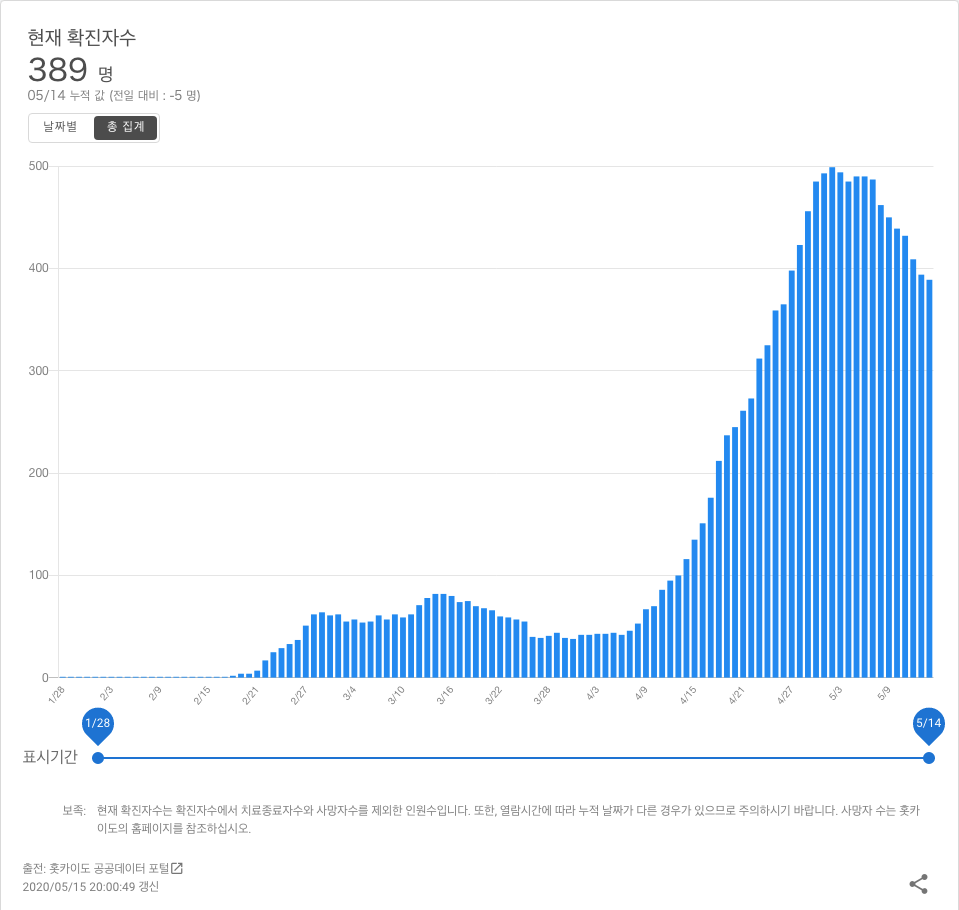 현재 확진자수
389 명
05/14 누적 값 (전일 대비 : -5 명)
날짜별 총 집계
500
400
300
200
100
0
1/28 2/3 2/9 2/15 2/21 2/27 3/4 3/10 3/16 3/22 3/28 4/3 4/9 4/15 4/21 4/27 5/3 5/9
1/28 5/14
표시기간
보족: 현재 확진자수는 확진자수에서 치료종료자수와 사망자수를 제외한 인원수입니다. 또한, 열람시간에 따라 누적 날짜가 다른 경우가 있으므로 주의하시기 바랍니다. 사망자 수는 홋카
이도의 홈페이지를 참조하십시오.
출전: 홋카이도 공공데이터 포털
2020/05/15 20:00:49 갱신